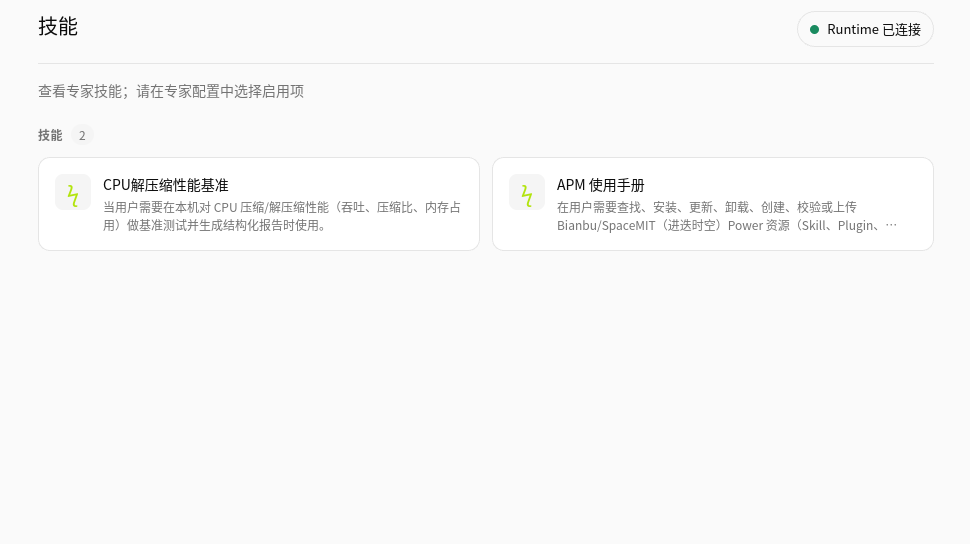 技能
Runtime 已连接
查看专家技能；请在专家配置中选择启用项
技能 2
CPU解压缩性能基准
当用户需要在本机对 CPU 压缩/解压缩性能（吞吐、压缩比、内存占
用）做基准测试并生成结构化报告时使用。
APM 使用手册
在用户需要查找、安装、更新、卸载、创建、校验或上传
Bianbu/SpaceMIT（进迭时空）Power 资源（Skill、Plugin、…